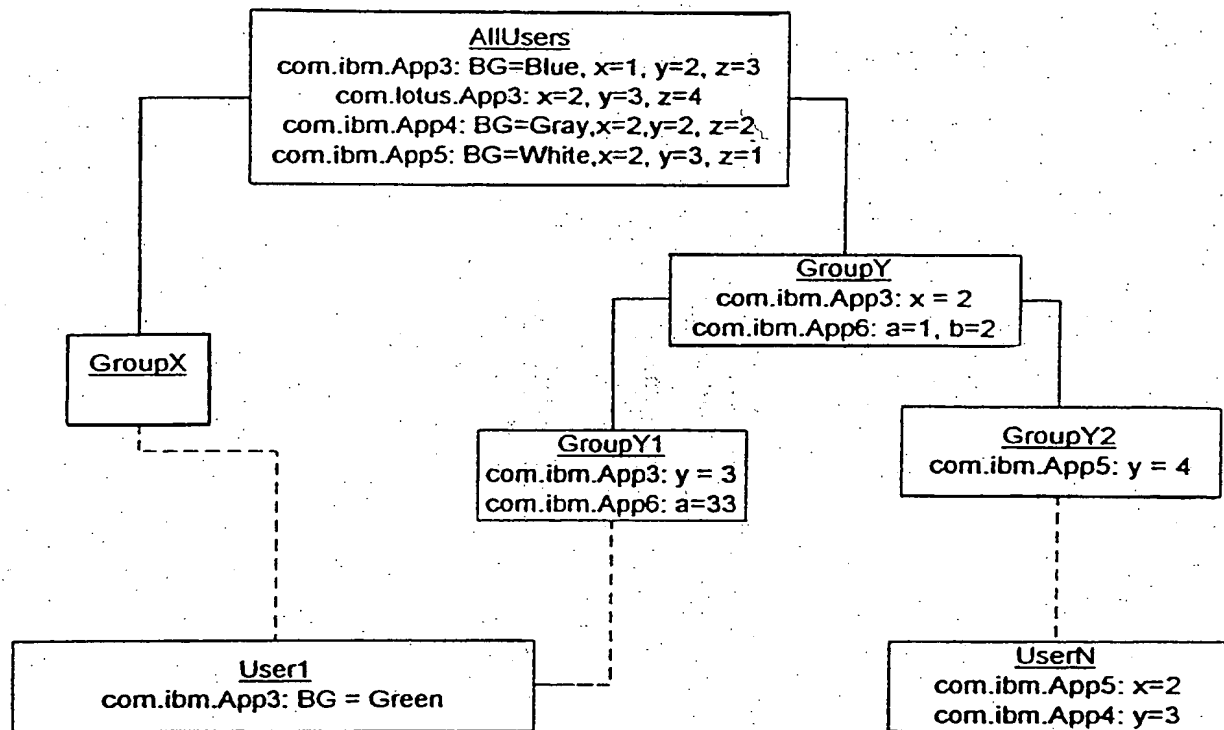 AllUsers
com.ibm.App3: BG=Blue, x=1, y=2, z=3
com.lotus.App3: x=2, y=3, z=4
com.ibm.App4: BG=Gray,x=2,y=2, z=2
com.ibm.App5: BG=White,x=2, y=3, z=1
GroupY
com.ibm.App3: x = 2
com.ibm.App6: a=1, b=2
GroupX
GroupY1
com.ibm.App3: y = 3
com.ibm.App6: a=33
GroupY2
com.ibm.App5: y = 4
User1
com.ibm.App3: BG = Green
UserN
com.ibm.App5: x=2
com.ibm.App4: y=3